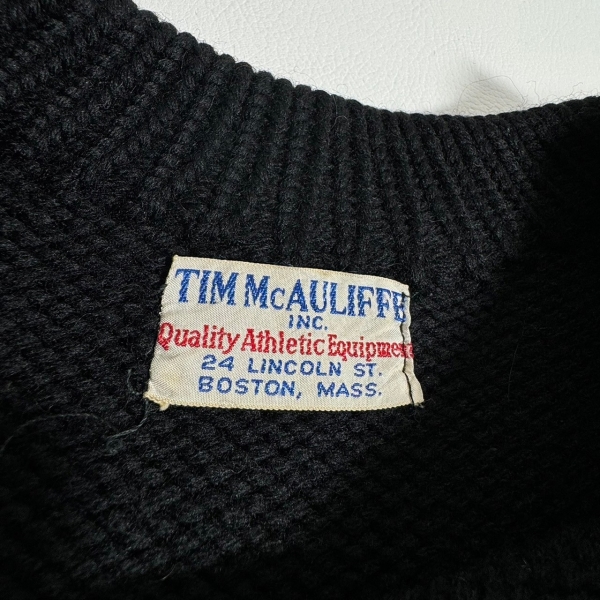 TIM McAULIFFE
INC.
Quality Athletic Equipment
24 LINCOLN ST.
BOSTON, MASS.